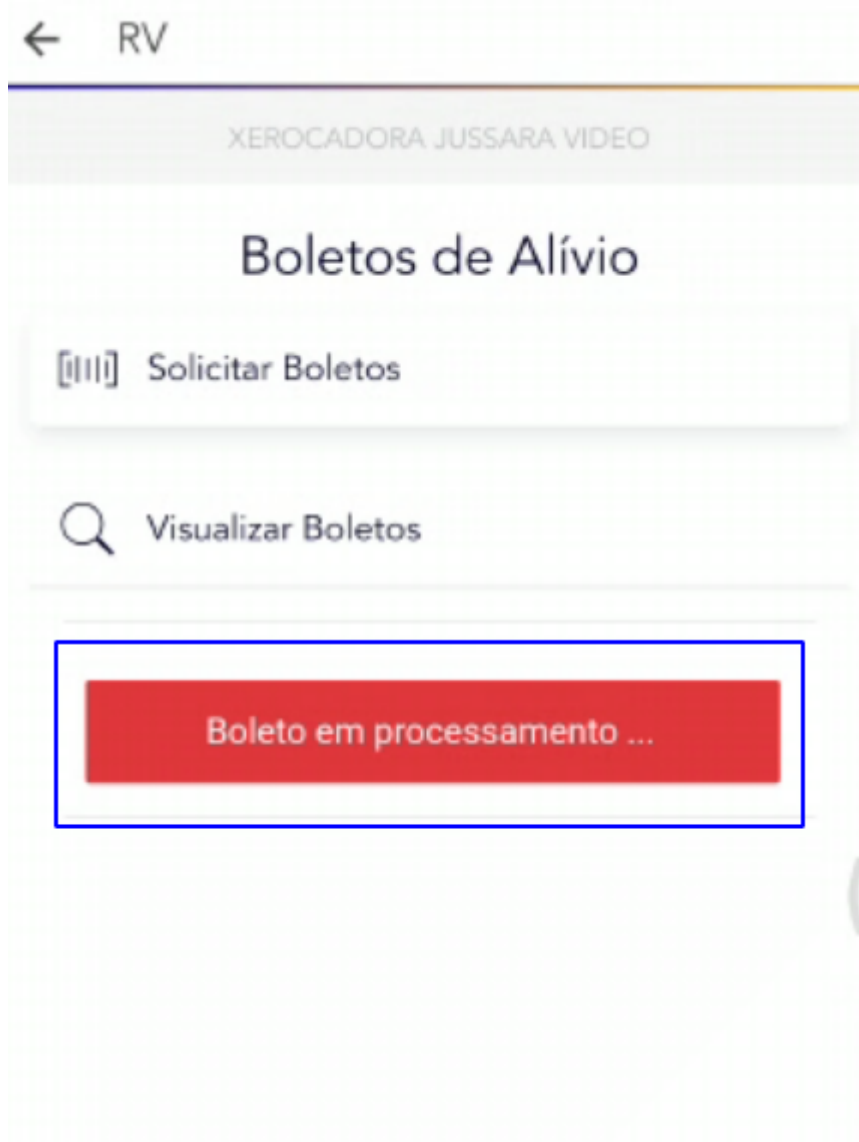 RV
XEROCADORA JUSSARA VIDEO
Boletos de Alívio
Solicitar Boletos
Visualizar Boletos
Boleto em processamento ...